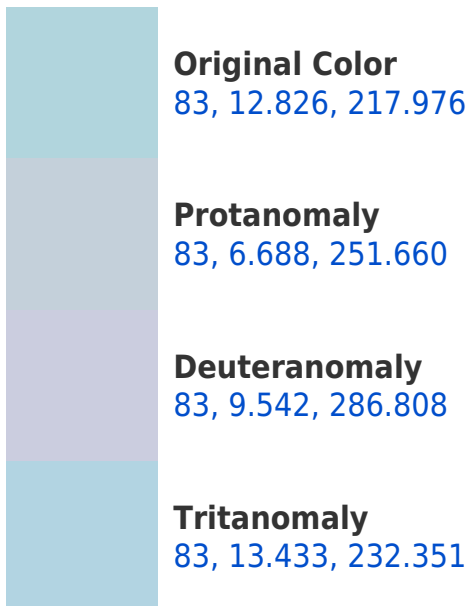 Original Color
83, 12.826, 217.976
Protanomaly
83, 6.688, 251.660
Deuteranomaly
83, 9.542, 286.808
Tritanomaly
83, 13.433, 232.351